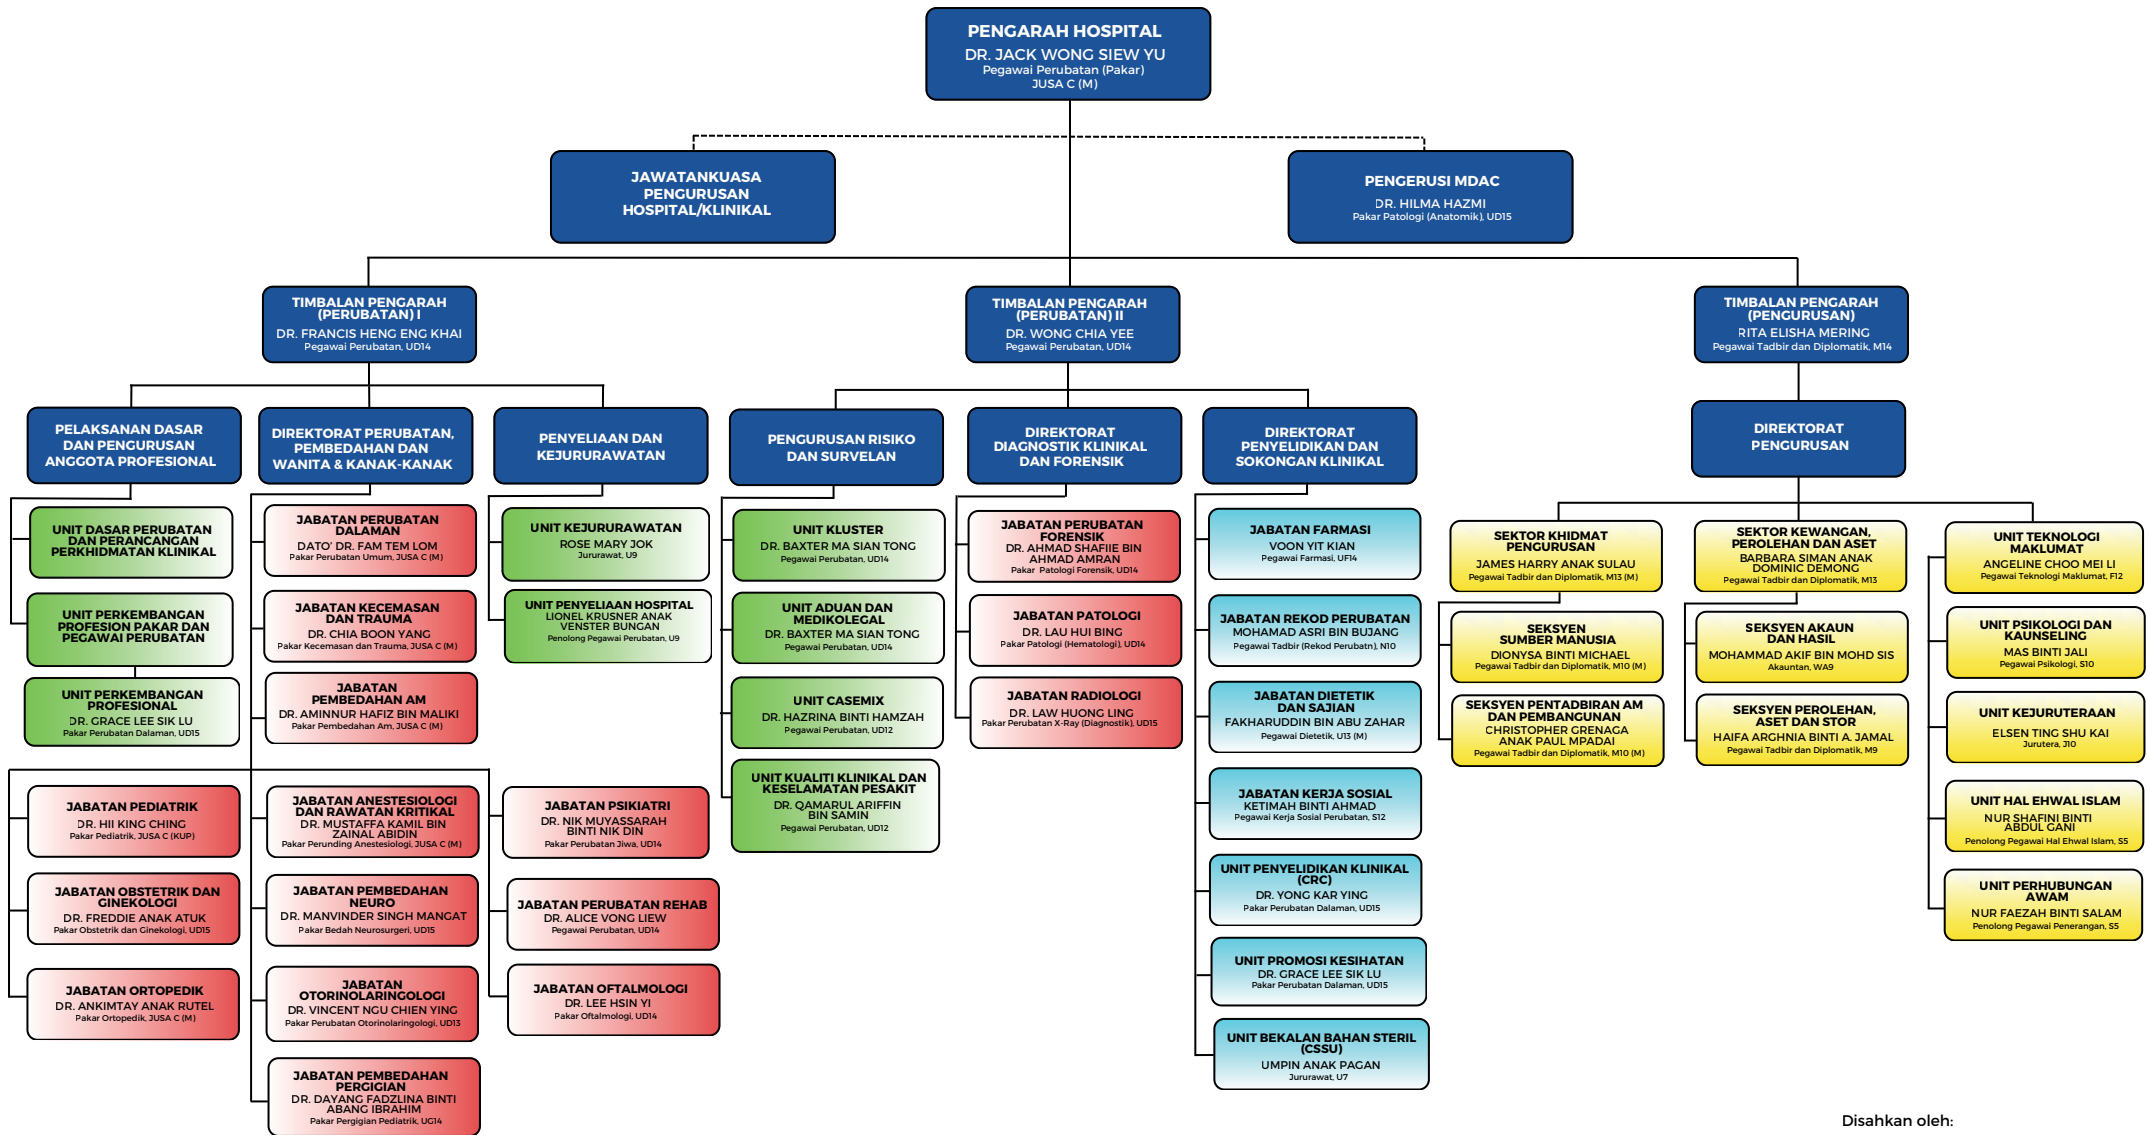 PENGARAH HOSPITAL
DR. JACK WONG SIEW YU
Pegawai Perubatan (Pakar)
JUSA C (M)
JAWATANKUASA
PENGURUSAN
HOSPITAL/KLINIKAL
PENGERUSI MDAC
DR. HILMA HAZMI
Pakar Patologi (Anatomik), UD15
TIMBALAN PENGARAH
(PERUBATAN) I
DR. FRANCIS HENG ENG KHAI
Pegawai Perubatan, UD14
TIMBALAN PENGARAH
(PERUBATAN) II
DR. WONG CHIA YEE
Pegawai Perubatan, UD14
TIMBALAN PENGARAH
(PENGURUSAN)
RITA ELISHA MERING
Pegawai Tadbir dan Diplomatik, M14
PELAKSANAN DASAR
DAN PENGURUSAN
ANGGOTA PROFESIONAL
DIREKTORAT PERUBATAN,
PEMBEDAHAN DAN
WANITA & KANAK-KANAK
PENYELIAAN DAN
KEJURURAWATAN
PENGURUSAN RISIKO
DAN SURVELAN
DIREKTORAT
DIAGNOSTIK KLINIKAL
DAN FORENSIK
DIREKTORAT
PENYELIDIKAN DAN
SOKONGAN KLINIKAL
DIREKTORAT
PENGURUSAN
UNIT DASAR PERUBATAN
DAN PERANCANGAN
PERKHIDMATAN KLINIKAL
UNIT PERKEMBANGAN
PROFESION PAKAR DAN
PEGAWAI PERUBATAN
UNIT PERKEMBANGAN
PROFESIONAL
DR. GRACE LEE SIK LU
Pakar Perubatan Dalaman, UD15
JABATAN PERUBATAN
DALAMAN
DATO' DR. FAM TEM LOM
Pakar Perubatan Umum, JUSA C (M)
JABATAN KECEMASAN
DAN TRAUMA
DR. CHIA BOON YANG
Pakar Kecemasan dan Trauma, JUSA C (M)
JABATAN
PEMBEDAHAN AM
DR. AMINNUR HAFIZ BIN MALIKI
Pakar Pembedahan Am, JUSA C (M)
UNIT KEJURURAWATAN
ROSE MARY JOK
Jururawat, U9
UNIT PENYELIAAN HOSPITAL
LIONEL KRUSNER ANAK
VENSTER BUNGAN
Penolong Pegawai Perubatan, U9
JABATAN PEDIATRIK
DR. HII KING CHING
Pakar Pediatrik, JUSA C (KUP)
JABATAN OBSTETRIK DAN
GINEKOLOGI
DR. FREDDIE ANAK ATUK
Pakar Obstetrik dan Ginekologi, UD15
JABATAN ORTOPEDIK
DR. ANKIMTAY ANAK RUTEL
Pakar Ortopedik, JUSA C (M)
JABATAN ANESTESIOLOGI
DAN RAWATAN KRITIKAL
DR. MUSTAFFA KAMIL BIN
ZAINAL ABIDIN
Pakar Perunding Anestesiologi, JUSA C (M)
JABATAN PEMBEDAHAN
NEURO
DR. MANVINDER SINGH MANGAT
Pakar Bedah Neurosurgeri, UD15
JABATAN
OTORINOLARINGOLOGI
DR. VINCENT NGU CHIEN YING
Pakar Perubatan Otorinolaringologi, UD13
JABATAN PEMBEDAHAN
PERGIGIAN
DR. DAYANG FADZLINA BINTI
ABANG IBRAHIM
Pakar Pergigian Pediatrik, UG14
JABATAN PSIKIATRI
DR. NIK MUYASSARAH
BINTI NIK DIN
Pakar Perubatan Jiwa, UD14
JABATAN PERUBATAN REHAB
DR. ALICE VONG LIEW
Pegawai Perubatan, UD14
JABATAN OFTALMOLOGI
DR. LEE HSIN YI
Pakar Oftalmologi, UD14
UNIT KLUSTER
DR. BAXTER MA SIAN TONG
Pegawai Perubatan, UD14
UNIT ADUAN DAN
MEDIKOLEGAL
DR. BAXTER MA SIAN TONG
Pegawai Perubatan, UD14
UNIT CASEMIX
DR. HAZRINA BINTI HAMZAH
Pegawai Perubatan, UD12
UNIT KUALITI KLINIKAL DAN
KESELAMATAN PESAKIT
DR. QAMARUL ARIFFIN
BIN SAMIN
Pegawai Perubatan, UD12
JABATAN PERUBATAN
FORENSIK
DR. AHMAD SHAFIIE BIN
AHMAD AMRAN
Pakar Patologi Forensik, UD14
JABATAN PATOLOGI
DR. LAU HUI BING
Pakar Patologi (Hematologi), UD14
JABATAN RADIOLOGI
DR. LAW HUONG LING
Pakar Perubatan X-Ray (Diagnostik), UD15
JABATAN FARMASI
VOON YIT KIAN
Pegawai Farmasi, UF14
JABATAN REKOD PERUBATAN
MOHAMAD ASRI BIN BUJANG
Pegawai Tadbir (Rekod Perubatn), N10
JABATAN DIETETIK
DAN SAJIAN
FAKHARUDDIN BIN ABU ZAHAR
Pegawai Dietetik, U13 (M)
JABATAN KERJA SOSIAL
KETIMAH BINTI AHMAD
Pegawai Kerja Sosial Perubatan, S12
UNIT PENYELIDIKAN KLINIKAL
(CRC)
DR. YONG KAR YING
Pakar Perubatan Dalaman, UD15
UNIT PROMOSI KESIHATAN
DR. GRACE LEE SIK LU
Pakar Perubatan Dalaman, UD15
UNIT BEKALAN BAHAN STERIL
(CSSU)
UMPIN ANAK PAGAN
Jururawat, U7
SEKTOR KHIDMAT
PENGURUSAN
JAMES HARRY ANAK SULAU
Pegawai Tadbir dan Diplomatik, M13 (M)
SEKSYEN
SUMBER MANUSIA
DIONYSA BINTI MICHAEL
Pegawai Tadbir dan Diplomatik, M10 (M)
SEKSYEN PENTADBIRAN AM
DAN PEMBANGUNAN
CHRISTOPHER GRENAGA
ANAK PAUL MPADAI
Pegawai Tadbir dan Diplomatik, M10 (M)
SEKTOR KEWANGAN,
PEROLEHAN DAN ASET
BARBARA SIMAN ANAK
DOMINIC DEMONG
Pegawai Tadbir dan Diplomatik, M13
SEKSYEN AKAUN
DAN HASIL
MOHAMMAD AKIF BIN MOHD SIS
Akauntan, WA9
SEKSYEN PEROLEHAN,
ASET DAN STOR
HAIFA ARGHNIA BINTI A. JAMAL
Pegawai Tadbir dan Diplomatik, M9
UNIT TEKNOLOGI
MAKLUMAT
ANGELINE CHOO MEI LI
Pegawai Teknologi Maklumat, F12
UNIT PSIKOLOGI DAN
KAUNSELING
MAS BINTI JALI
Pegawai Psikologi, S10
UNIT KEJURUTERAAN
ELSEN TING SHU KAI
Jurutera, J10
UNIT HAL EHWAL ISLAM
NUR SHAFINI BINTI
ABDUL GANI
Penolong Pegawai Hal Ehwal Islam, S5
UNIT PERHUBUNGAN
AWAM
NUR FAEZAH BINTI SALAM
Penolong Pegawai Penerangan, S5
Disahkan oleh: